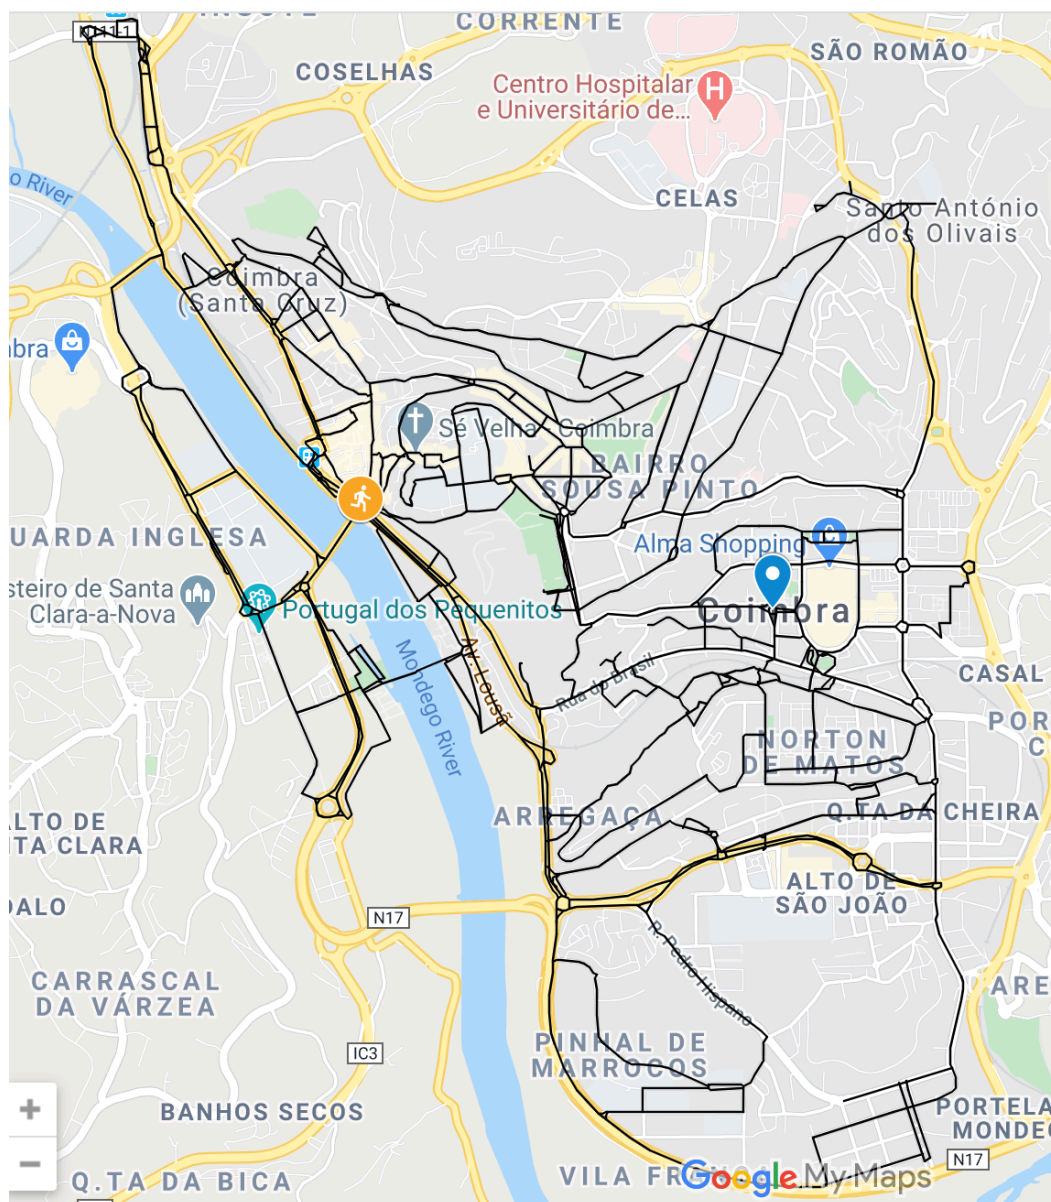 CORRENTE
SÃO ROMÃO
COSELHAS
Centro Hospitalar
e Universitário de...
H
CELAS
o River
Santo António
dos Olivais
Coimbra
(Santa Cruz)
bra
Sé Velha - Coimbra
BAIRRO
SOUSA PINTO
UARDA INGLESA
Alma Shopping
steiro de Santa
Clara-a-Nova
Portugal dos Pequenitos
Coimbra
Mondego River
Av. Lousã
Rua do Brasil
CASAL
POR
C
NORTON
DE MATOS
ARREGAÇA
Q.TA DA CHEIRA
ALTO DE
TA CLARA
ALTO DE
SÃO JOÃO
DALO
N17
R. Pedro Hispano
CARRASCAL
DA VÁRZEA
ARE
PINHAL DE
MARROCOS
IC3
+
BANHOS SECOS
PORTELA
MONDEG
−
N17
Q.TA DA BICA
VILA FR
Google My Maps